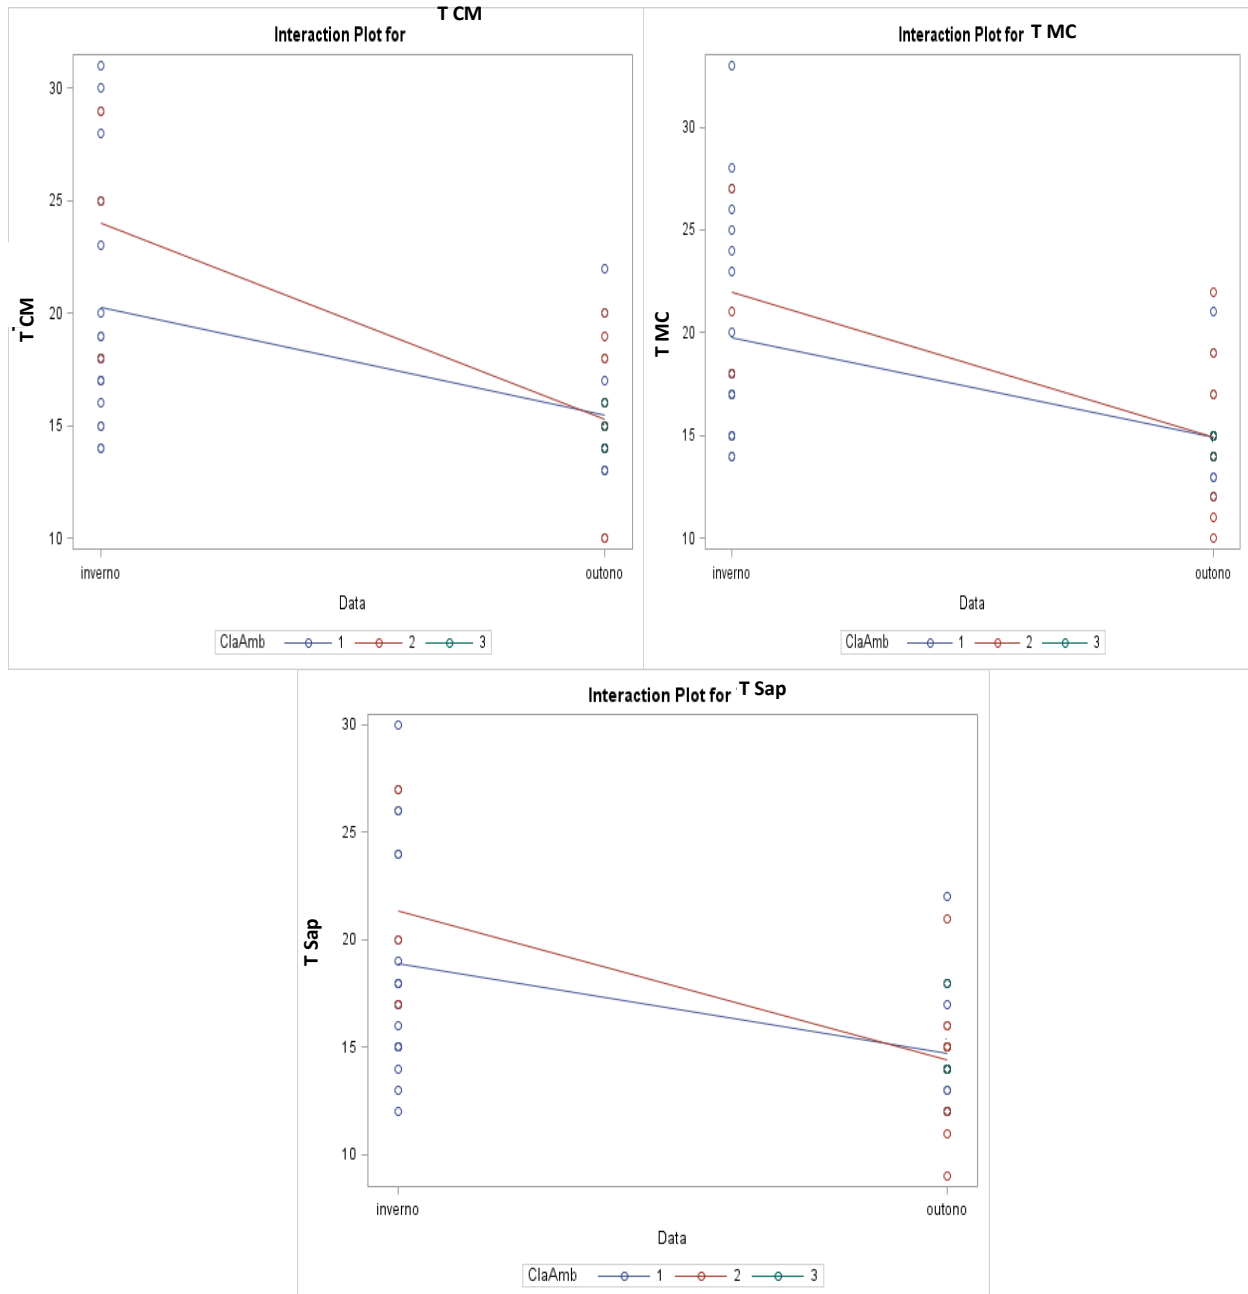 T CM
Interaction Plot for
30
25
20
15
10
T CM
inverno outono
Data
ClaAmb 1 2 3
Interaction Plot for T MC
30
25
20
15
10
T MC
inverno outono
Data
ClaAmb 1 2 3
Interaction Plot for T Sap
30
25
20
15
10
T Sap
inverno outono
Data
ClaAmb 1 2 3